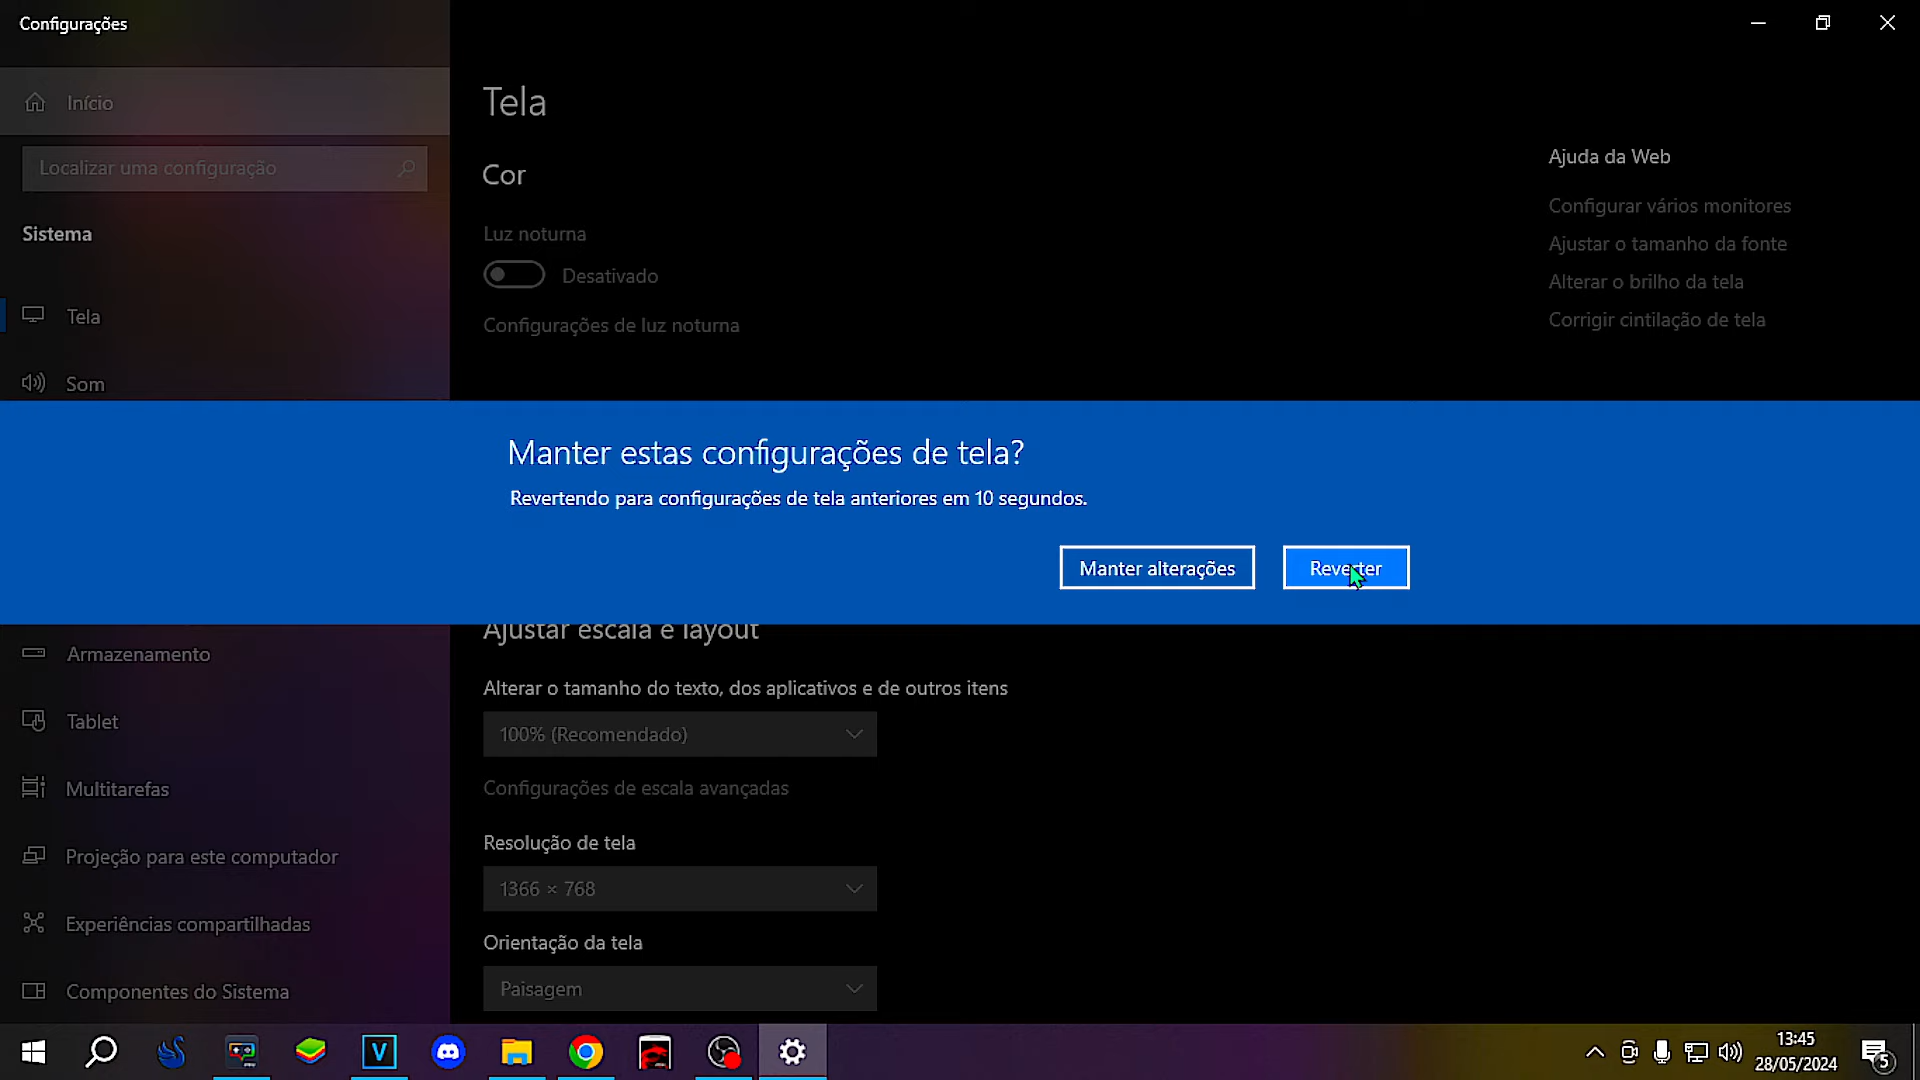 Configurações
Início
Localizar uma configuração
Sistema
Tela
Som
Armazenamento
Tablet
Multitarefas
Projeção para este computador
Experiências compartilhadas
Componentes do Sistema
Tela
Cor
Luz noturna
Desativado
Configurações de luz noturna
Ajuda da Web
Configurar vários monitores
Ajustar o tamanho da fonte
Alterar o brilho da tela
Corrigir cintilação de tela
Manter estas configurações de tela?
Revertendo para configurações de tela anteriores em 10 segundos.
Manter alterações
Reverter
Ajustar escala e layout
Alterar o tamanho do texto, dos aplicativos e de outros itens
100% (Recomendado)
Configurações de escala avançadas
Resolução de tela
1366 × 768
Orientação da tela
Paisagem
V
13:45
28/05/2024
5